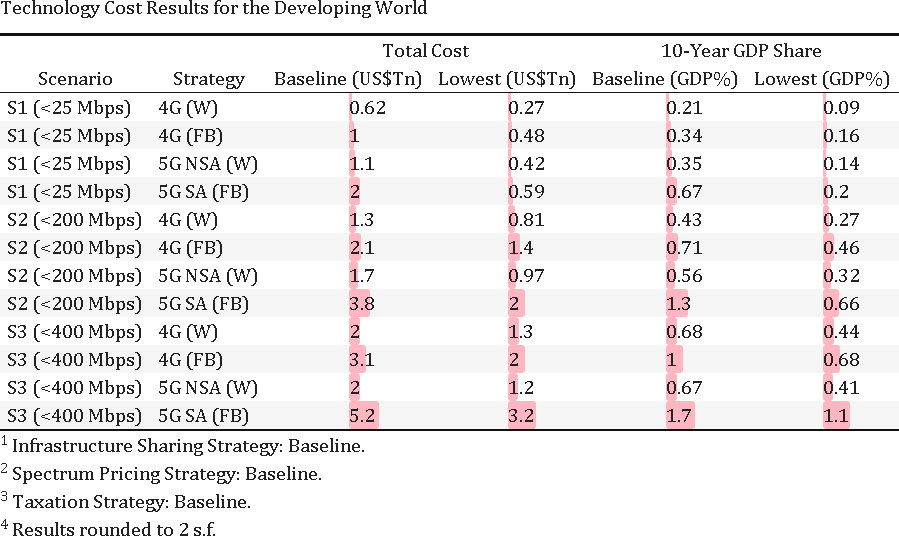 Technology Cost Results for the Developing World
Total Cost 10-Year GDP Share
Scenario Strategy Baseline (US$Tn) Lowest (US$Tn) Baseline (GDP%) Lowest (GDP%)
S1 (<25 Mbps) 4G (W) 0.62 0.27 0.21 0.09
S1 (<25 Mbps) 4G (FB) 1 0.48 0.34 0.16
S1 (<25 Mbps) 5G NSA (W) 1.1 0.42 0.35 0.14
S1 (<25 Mbps) 5G SA (FB) 2 0.59 0.67 0.2
S2 (<200 Mbps) 4G (W) 1.3 0.81 0.43 0.27
S2 (<200 Mbps) 4G (FB) 2.1 1.4 0.71 0.46
S2 (<200 Mbps) 5G NSA (W) 1.7 0.97 0.56 0.32
S2 (<200 Mbps) 5G SA (FB) 3.8 2 1.3 0.66
S3 (<400 Mbps) 4G (W) 2 1.3 0.68 0.44
S3 (<400 Mbps) 4G (FB) 3.1 2 1 0.68
S3 (<400 Mbps) 5G NSA (W) 2 1.2 0.67 0.41
S3 (<400 Mbps) 5G SA (FB) 5.2 3.2 1.7 1.1
1 Infrastructure Sharing Strategy: Baseline.
2 Spectrum Pricing Strategy: Baseline.
3 Taxation Strategy: Baseline.
4 Results rounded to 2 s.f.